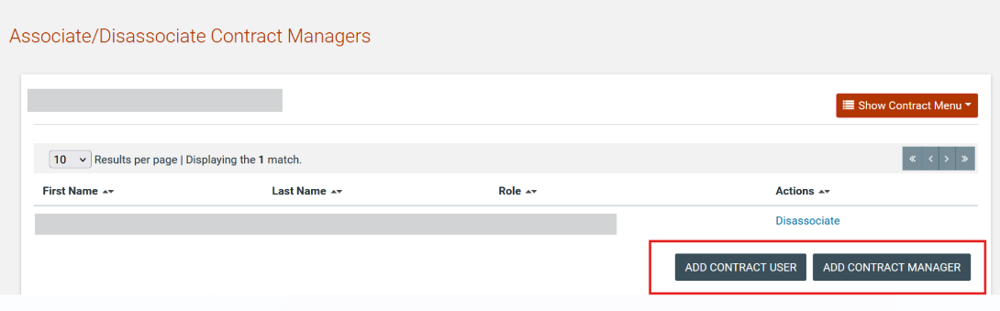 Associate/Disassociate Contract Managers
Show Contract Menu
10 Results per page | Displaying the 1 match.
« < > »
First Name Last Name Role Actions
Disassociate
ADD CONTRACT USER ADD CONTRACT MANAGER